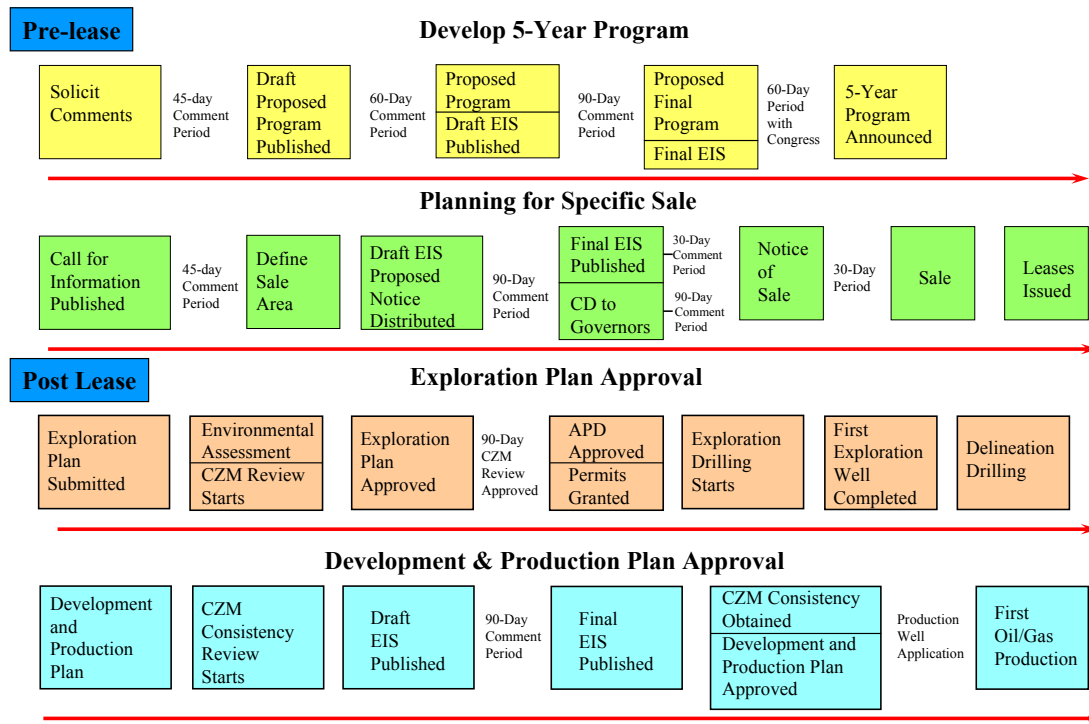 Pre-lease
Develop 5-Year Program
Solicit
Comments
45-day
Comment
Period
Draft
Proposed
Program
Published
60-Day
Comment
Period
Proposed
Program
Draft EIS
Published
90-Day
Comment
Period
Proposed
Final
Program
Final EIS
60-Day
Period
with
Congress
5-Year
Program
Announced
Planning for Specific Sale
Call for
Information
Published
45-day
Comment
Period
Define
Sale
Area
Draft EIS
Proposed
Notice
Distributed
90-Day
Comment
Period
Final EIS
Published
CD to
Governors
30-Day
Comment
Period
90-Day
Comment
Period
Notice
of
Sale
30-Day
Period
Sale
Leases
Issued
Post Lease
Exploration Plan Approval
Exploration
Plan
Submitted
Environmental
Assessment
CZM Review
Starts
Exploration
Plan
Approved
90-Day
CZM
Review
Approved
APD
Approved
Permits
Granted
Exploration
Drilling
Starts
First
Exploration
Well
Completed
Delineation
Drilling
Development & Production Plan Approval
Development
and
Production
Plan
CZM
Consistency
Review
Starts
Draft
EIS
Published
90-Day
Comment
Period
Final
EIS
Published
CZM Consistency
Obtained
Development and
Production Plan
Approved
Production
Well
Application
First
Oil/Gas
Production